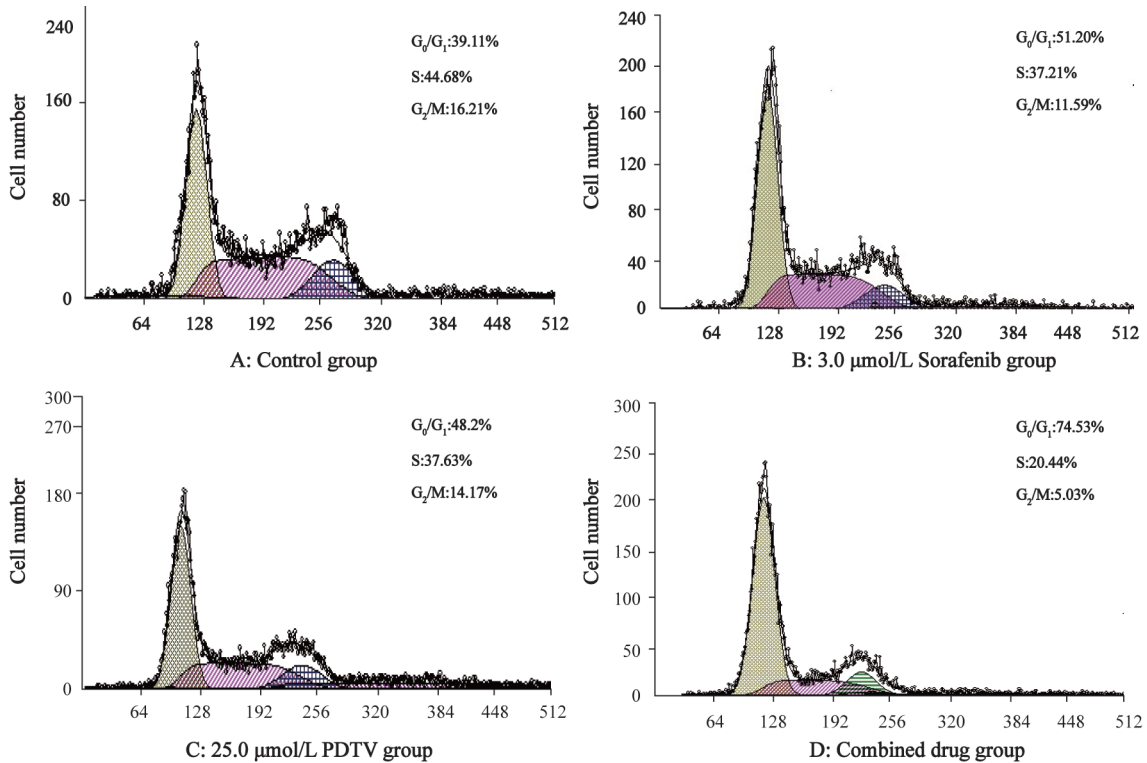 240
160
80
0
Cell number
G0/G1:39.11%
S:44.68%
G2/M:16.21%
64 128 192 256 320 384 448 512
A: Control group
240
200
160
120
80
40
0
Cell number
G0/G1:51.20%
S:37.21%
G2/M:11.59%
64 128 192 256 320 384 448 512
B: 3.0 μmol/L Sorafenib group
300
270
180
90
0
Cell number
G0/G1:48.2%
S:37.63%
G2/M:14.17%
64 128 192 256 320 384 448 512
C: 25.0 μmol/L PDTV group
300
250
200
150
100
50
0
Cell number
G0/G1:74.53%
S:20.44%
G2/M:5.03%
64 128 192 256 320 384 448 512
D: Combined drug group